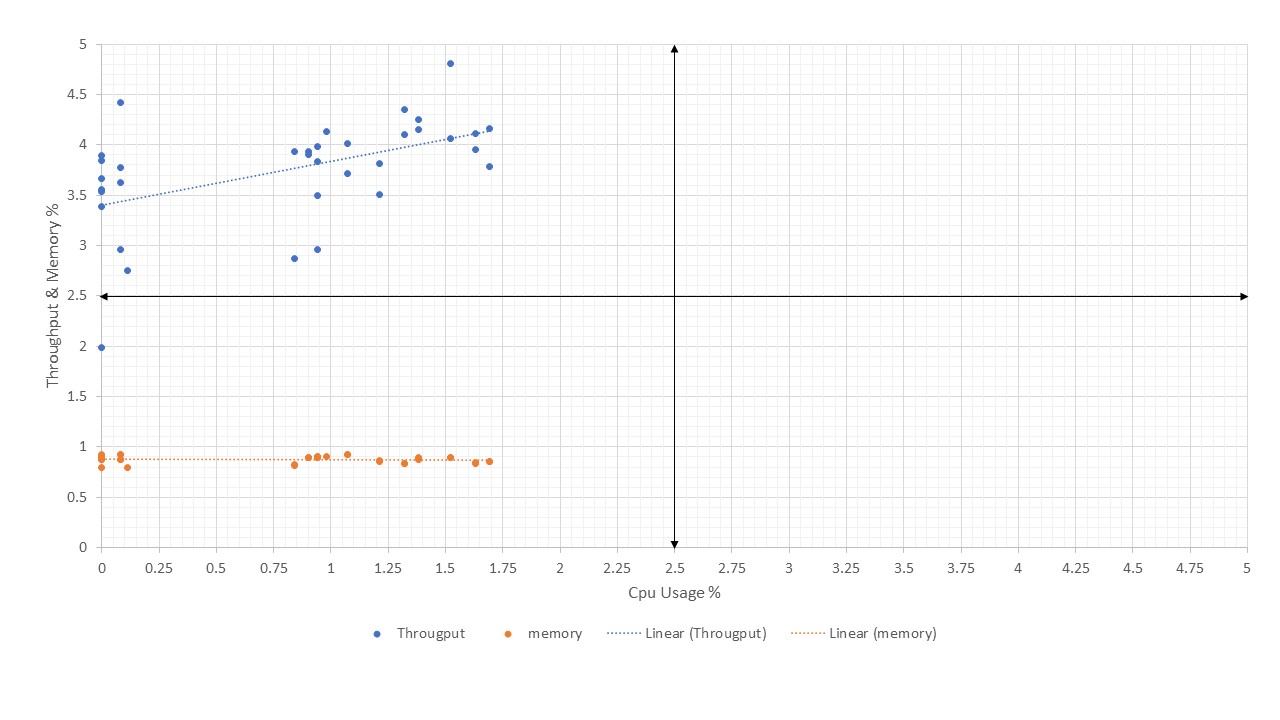 5
4.5
4
3.5
3
2.5
2
1.5
1
0.5
0
Throughput & Memory %
0 0.25 0.5 0.75 1 1.25 1.5 1.75 2 2.25 2.5 2.75 3 3.25 3.5 3.75 4 4.25 4.5 4.75 5
Cpu Usage %
Througput memory Linear (Througput) Linear (memory)